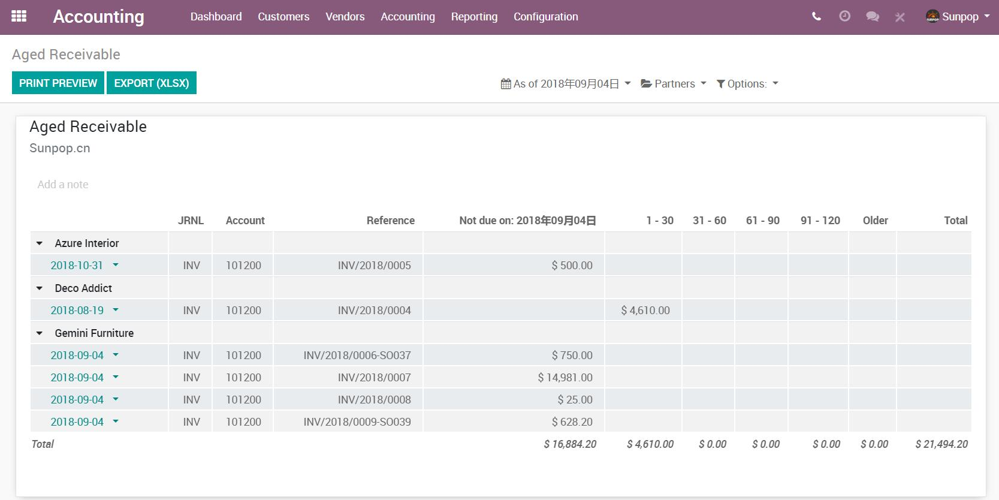 Accounting Dashboard Customers Vendors Accounting Reporting Configuration Sunpop
Aged Receivable
PRINT PREVIEW EXPORT (XLSX) As of 2018年09月04日 Partners Options:
Aged Receivable
Sunpop.cn
Add a note
JRNL Account Reference Not due on: 2018年09月04日 1 - 30 31 - 60 61 - 90 91 - 120 Older Total
Azure Interior
2018-10-31 INV 101200 INV/2018/0005 $ 500.00
Deco Addict
2018-08-19 INV 101200 INV/2018/0004 $ 4,610.00
Gemini Furniture
2018-09-04 INV 101200 INV/2018/0006-SO037 $ 750.00
2018-09-04 INV 101200 INV/2018/0007 $ 14,981.00
2018-09-04 INV 101200 INV/2018/0008 $ 25.00
2018-09-04 INV 101200 INV/2018/0009-SO039 $ 628.20
Total $ 16,884.20 $ 4,610.00 $ 0.00 $ 0.00 $ 0.00 $ 0.00 $ 21,494.20